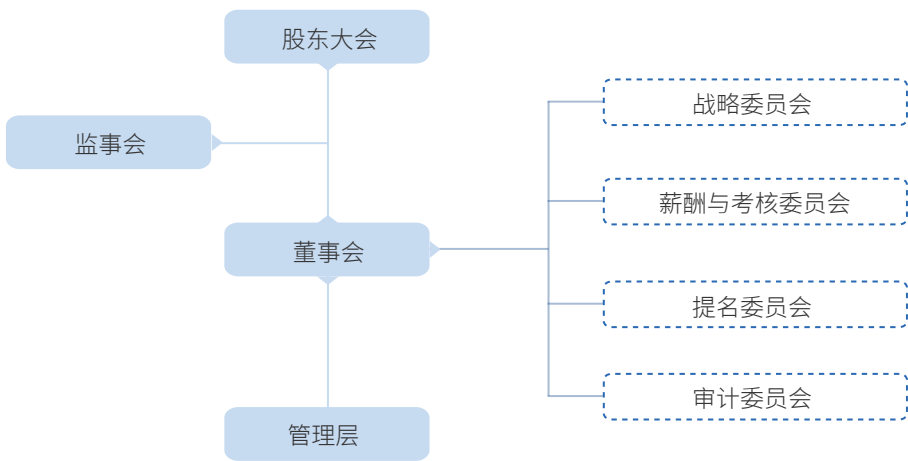 股东大会
战略委员会
监事会
薪酬与考核委员会
董事会
提名委员会
审计委员会
管理层